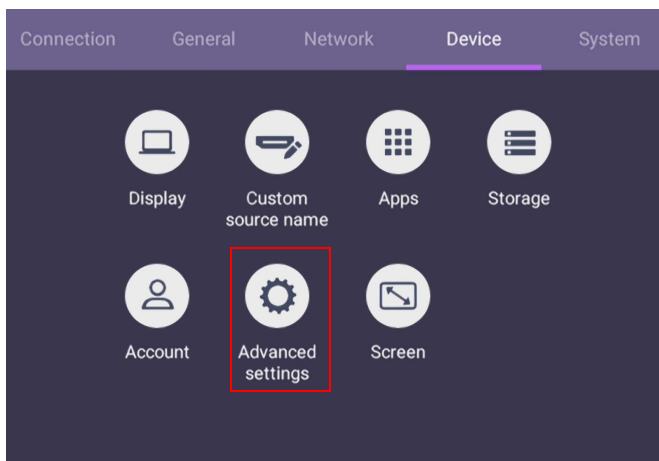 Connection General Network Device System
Display Custom source name Apps Storage
Account Advanced settings Screen